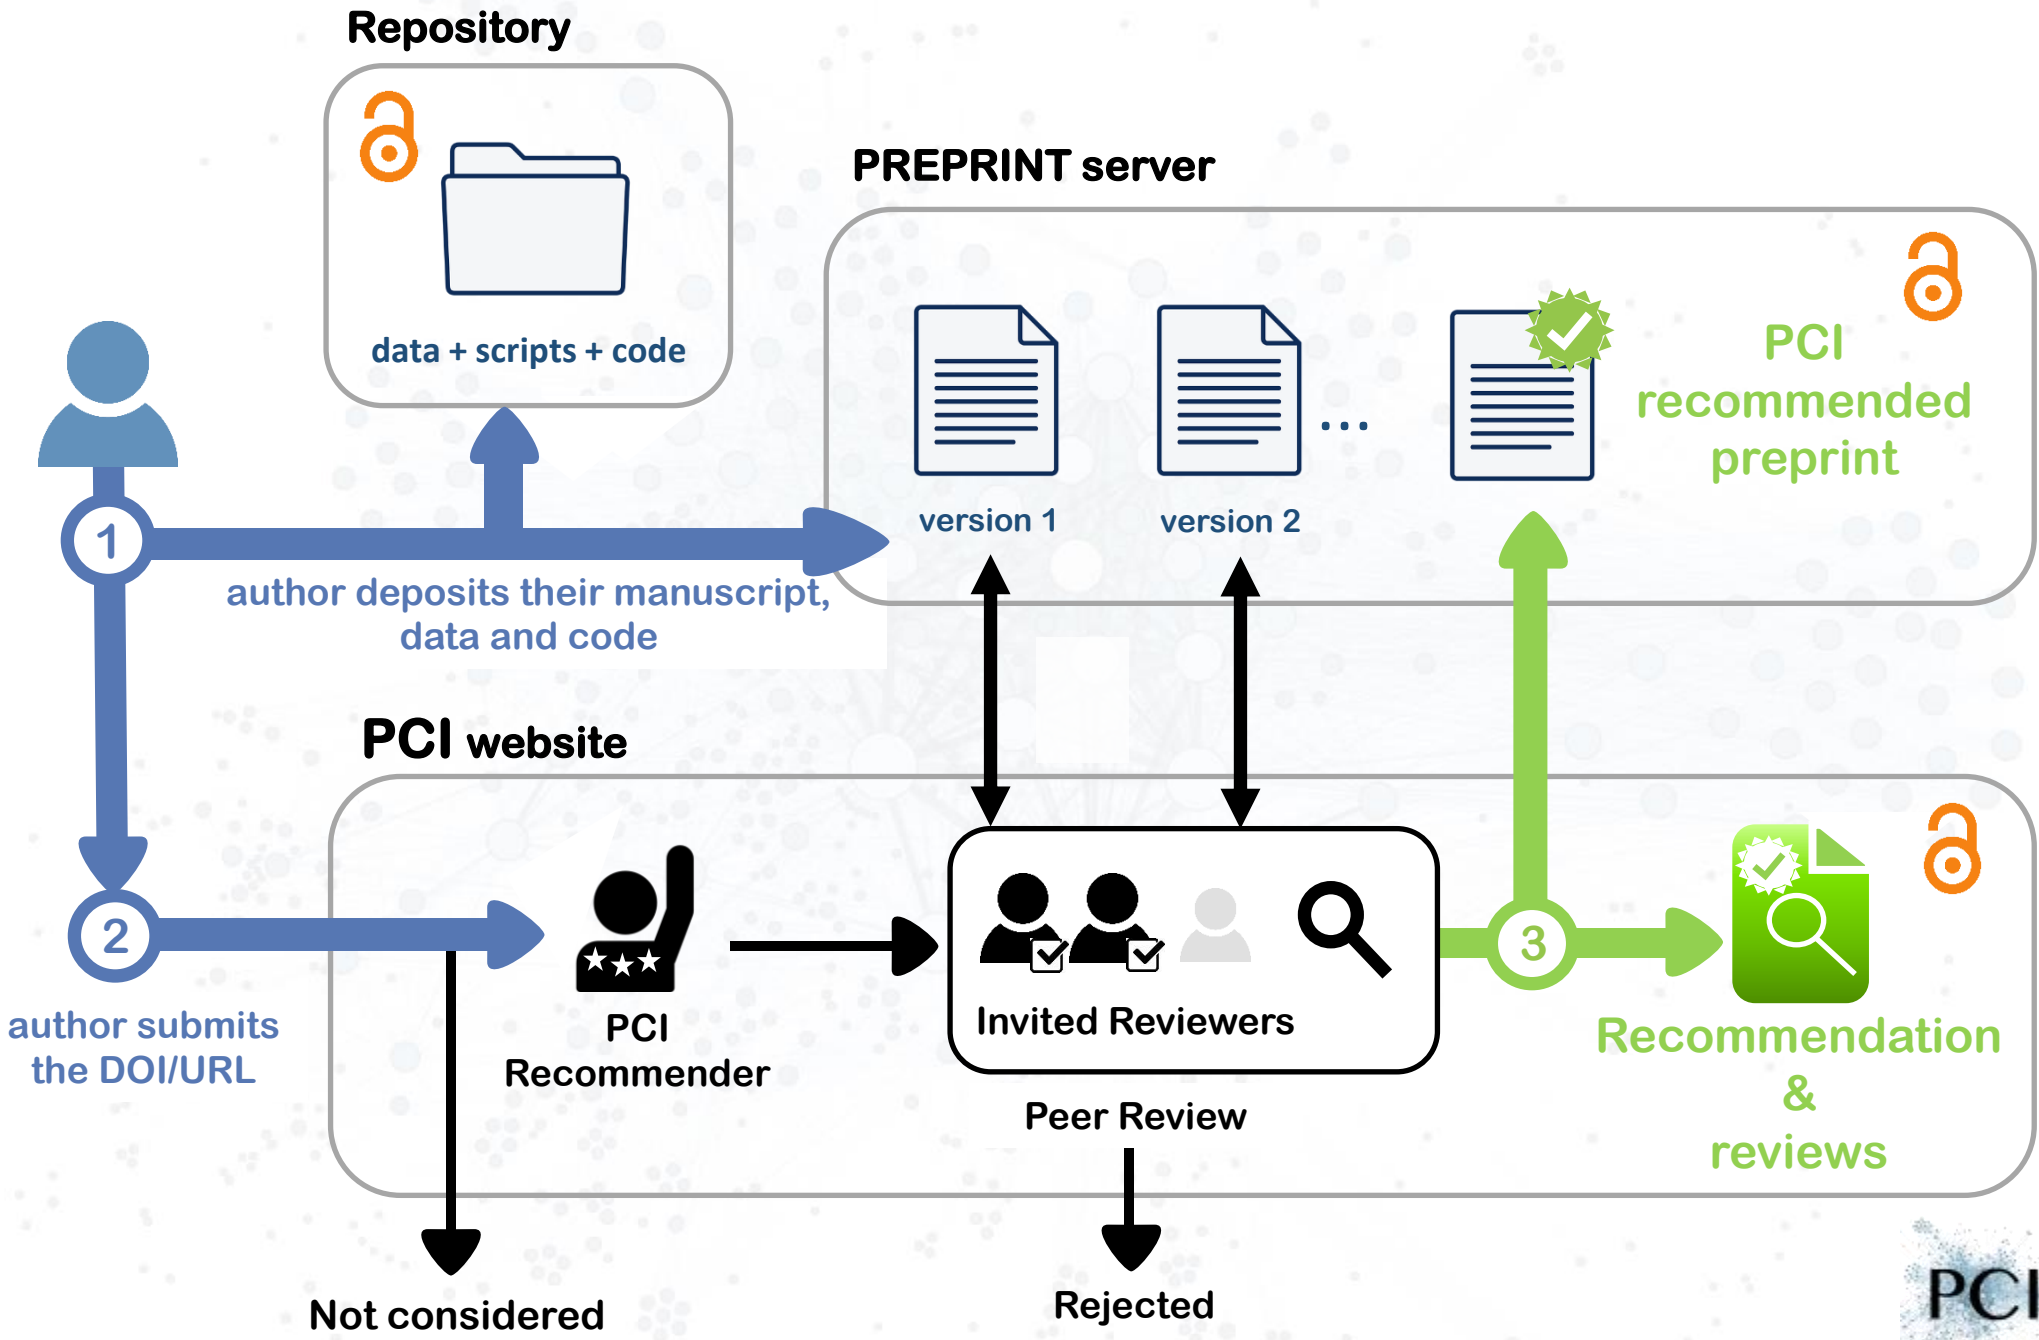 Repository
data + scripts + code
PREPRINT server
version 1
version 2
...
PCI
recommended
preprint
1
author deposits their manuscript,
data and code
PCI website
2
author submits
the DOI/URL
PCI
Recommender
Invited Reviewers
Peer Review
3
Recommendation
&
reviews
Not considered
Rejected
PCI